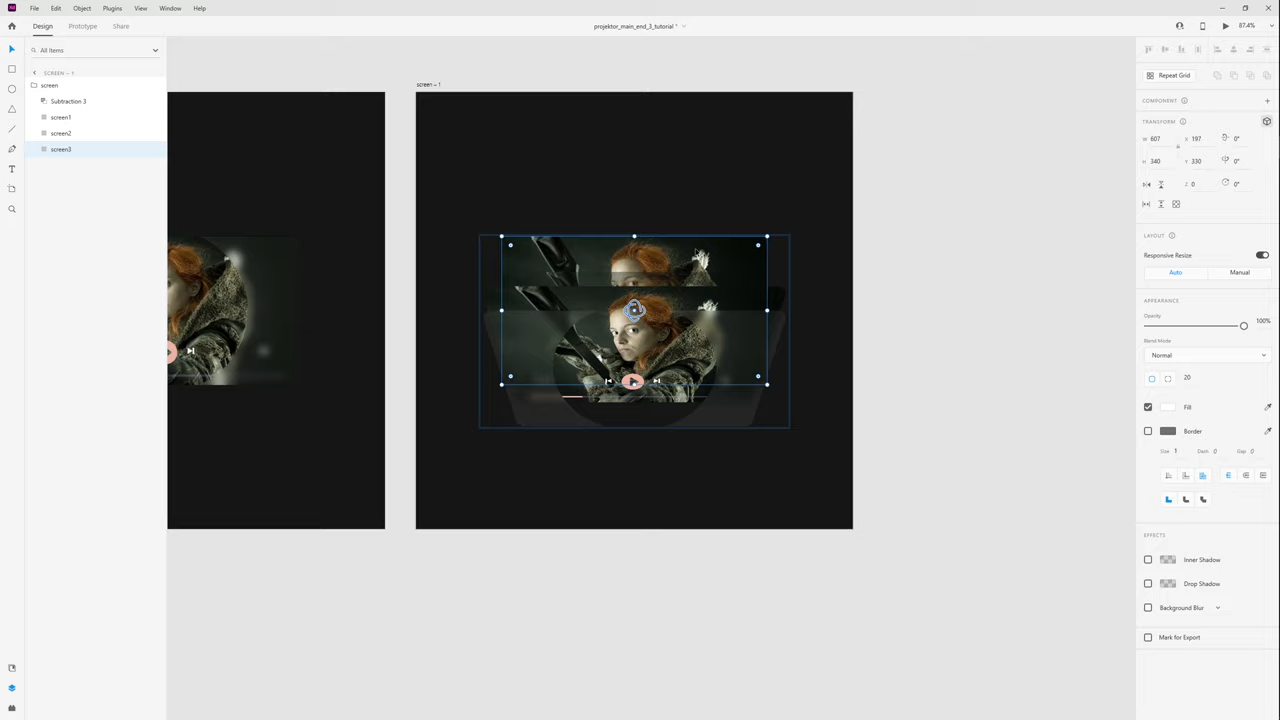 File Edit Object Plugins View Window Help
Design Prototype Share
projektor_main_end_3_tutorial *
87.4%
All Items
SCREEN – 1
screen
Subtraction 3
screen1
screen2
screen3
screen – 1
Repeat Grid
COMPONENT
TRANSFORM
W 607 X 197 0°
H 340 Y 330 0°
Z 0 0°
LAYOUT
Responsive Resize
Auto Manual
APPEARANCE
Opacity
100%
Blend Mode
Normal
20
Fill
Border
Size 1 Dash 0 Gap 0
EFFECTS
Inner Shadow
Drop Shadow
Background Blur
Mark for Export